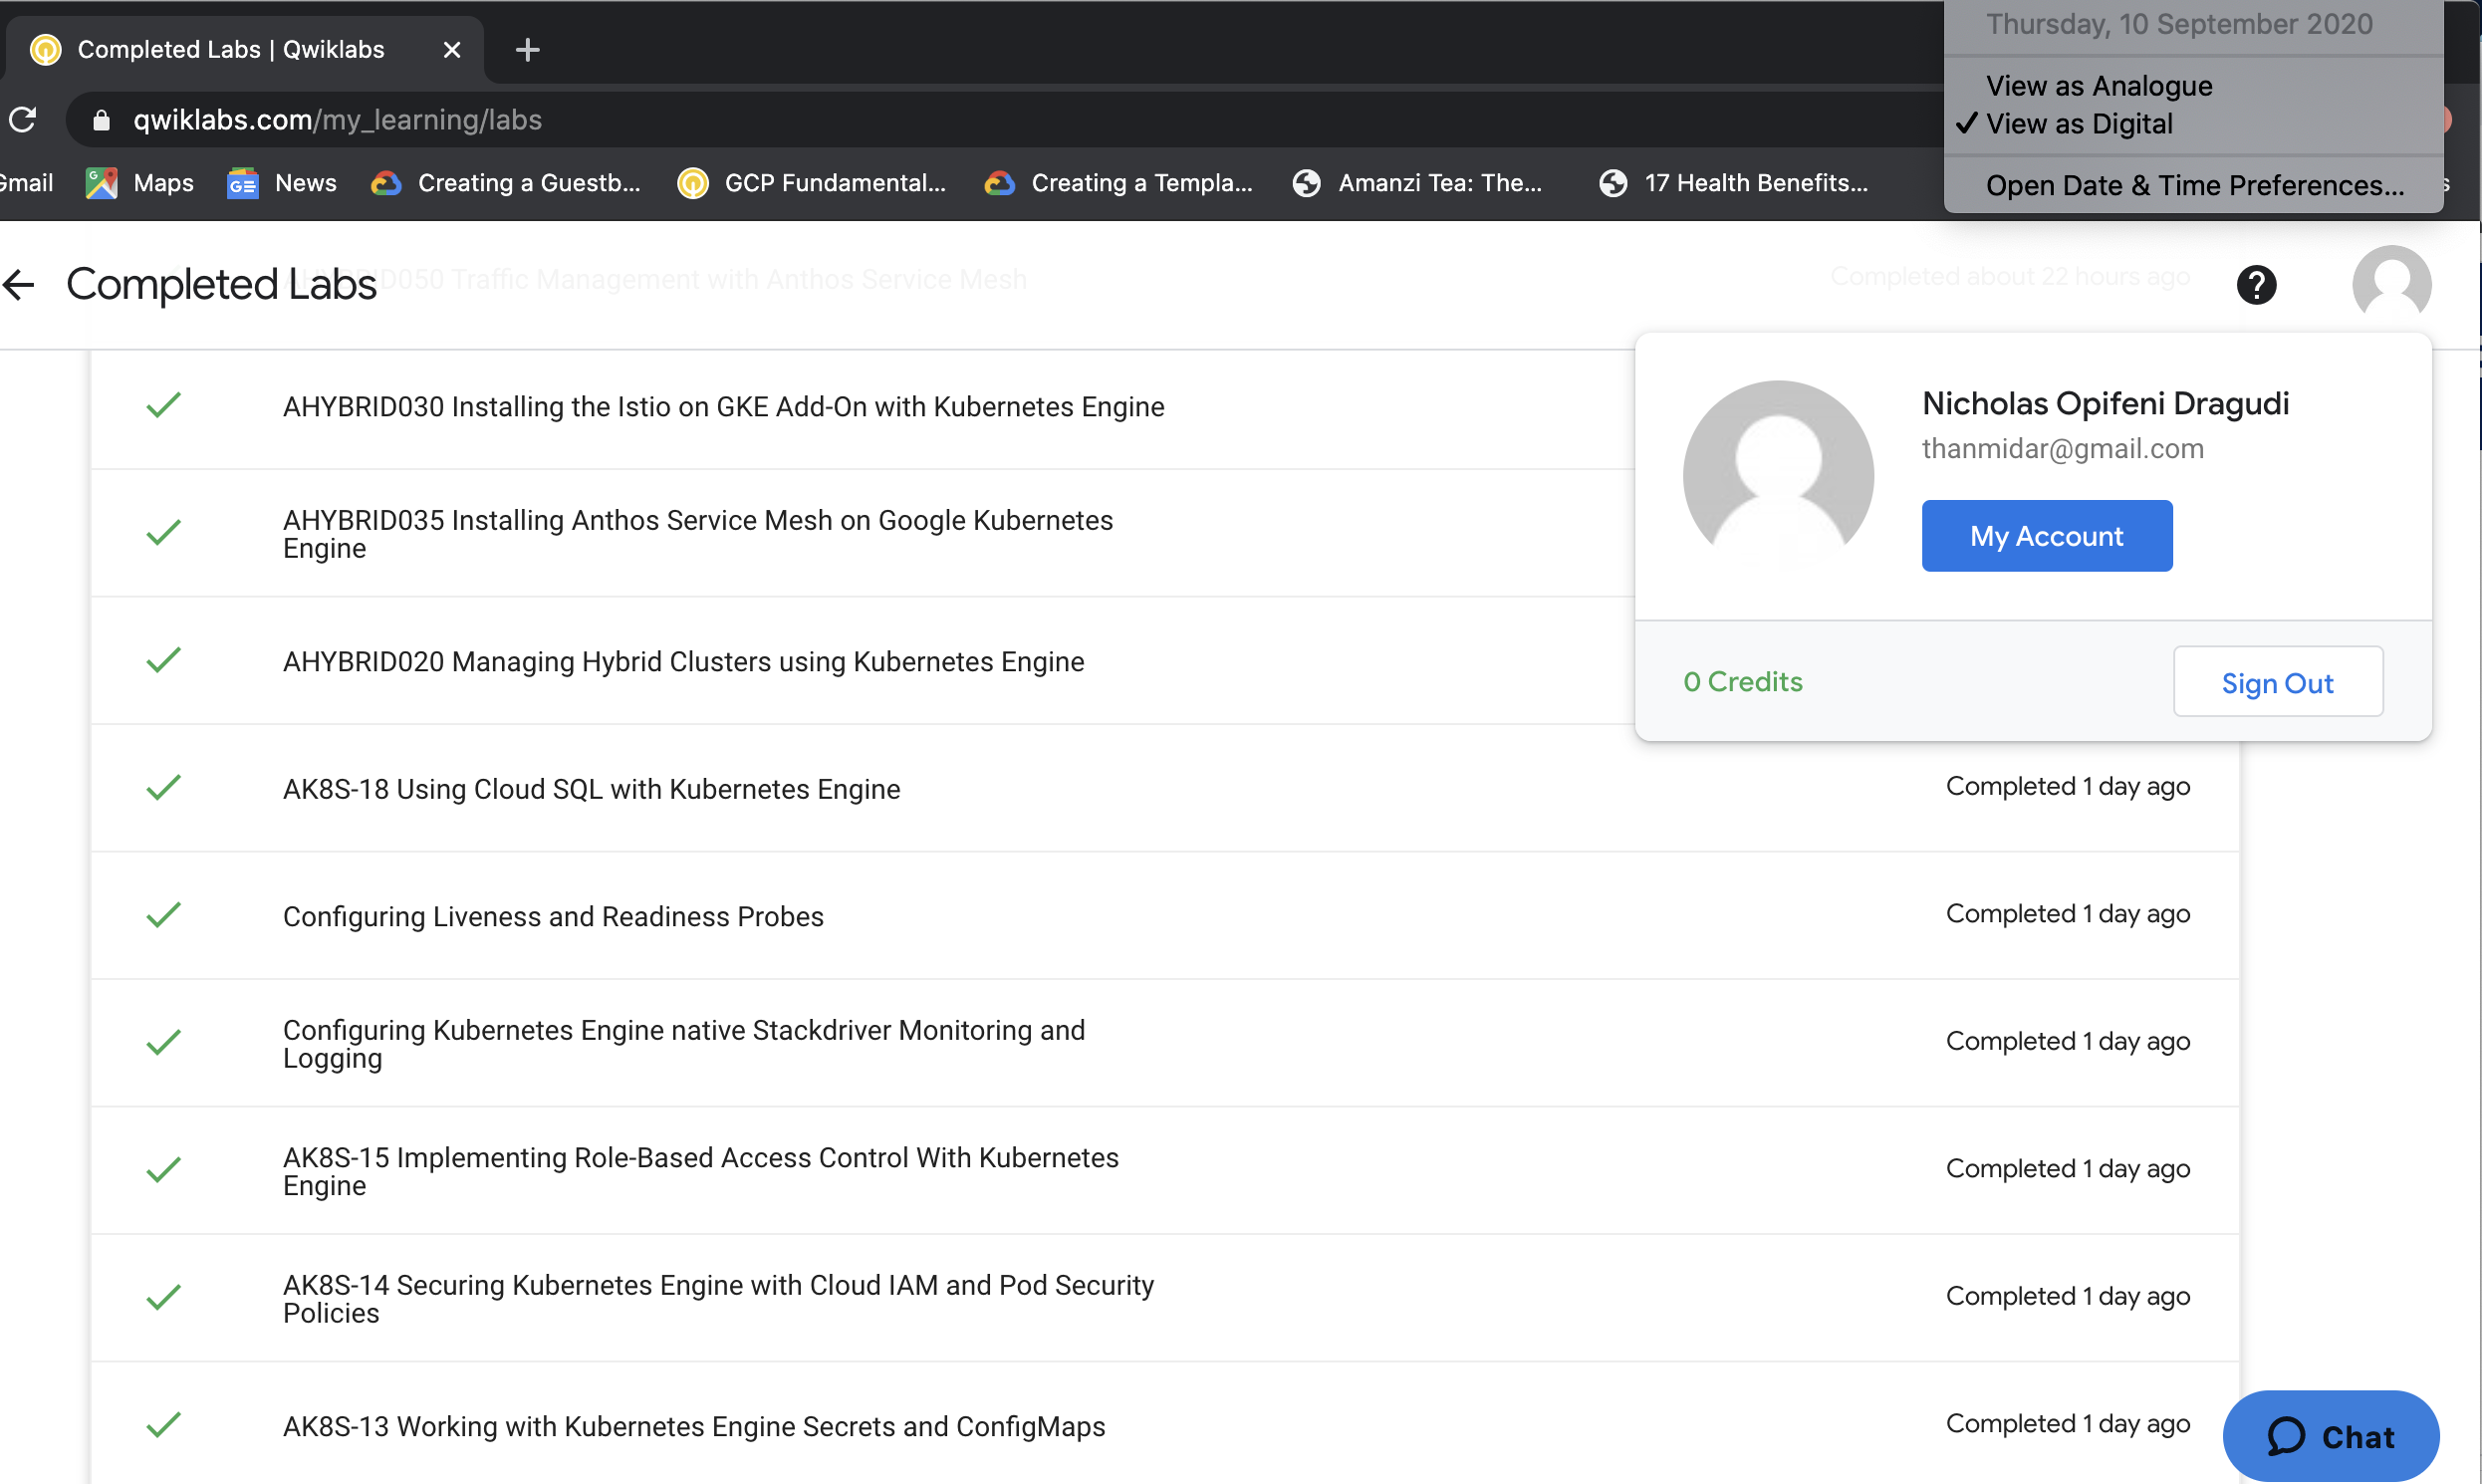 Completed Labs | Qwiklabs
Thursday, 10 September 2020
View as Analogue
View as Digital
Open Date & Time Preferences...
qwiklabs.com/my_learning/labs
Gmail Maps News Creating a Guestb... GCP Fundamental... Creating a Templa... Amanzi Tea: The... 17 Health Benefits...
Completed Labs
AHYBRID050 Traffic Management with Anthos Service Mesh Completed about 22 hours ago
Nicholas Opifeni Dragudi
thanmidar@gmail.com
My Account
0 Credits
Sign Out
AHYBRID030 Installing the Istio on GKE Add-On with Kubernetes Engine
AHYBRID035 Installing Anthos Service Mesh on Google Kubernetes
Engine
AHYBRID020 Managing Hybrid Clusters using Kubernetes Engine
AK8S-18 Using Cloud SQL with Kubernetes Engine Completed 1 day ago
Configuring Liveness and Readiness Probes Completed 1 day ago
Configuring Kubernetes Engine native Stackdriver Monitoring and
Logging Completed 1 day ago
AK8S-15 Implementing Role-Based Access Control With Kubernetes
Engine Completed 1 day ago
AK8S-14 Securing Kubernetes Engine with Cloud IAM and Pod Security
Policies Completed 1 day ago
AK8S-13 Working with Kubernetes Engine Secrets and ConfigMaps Completed 1 day ago
Chat